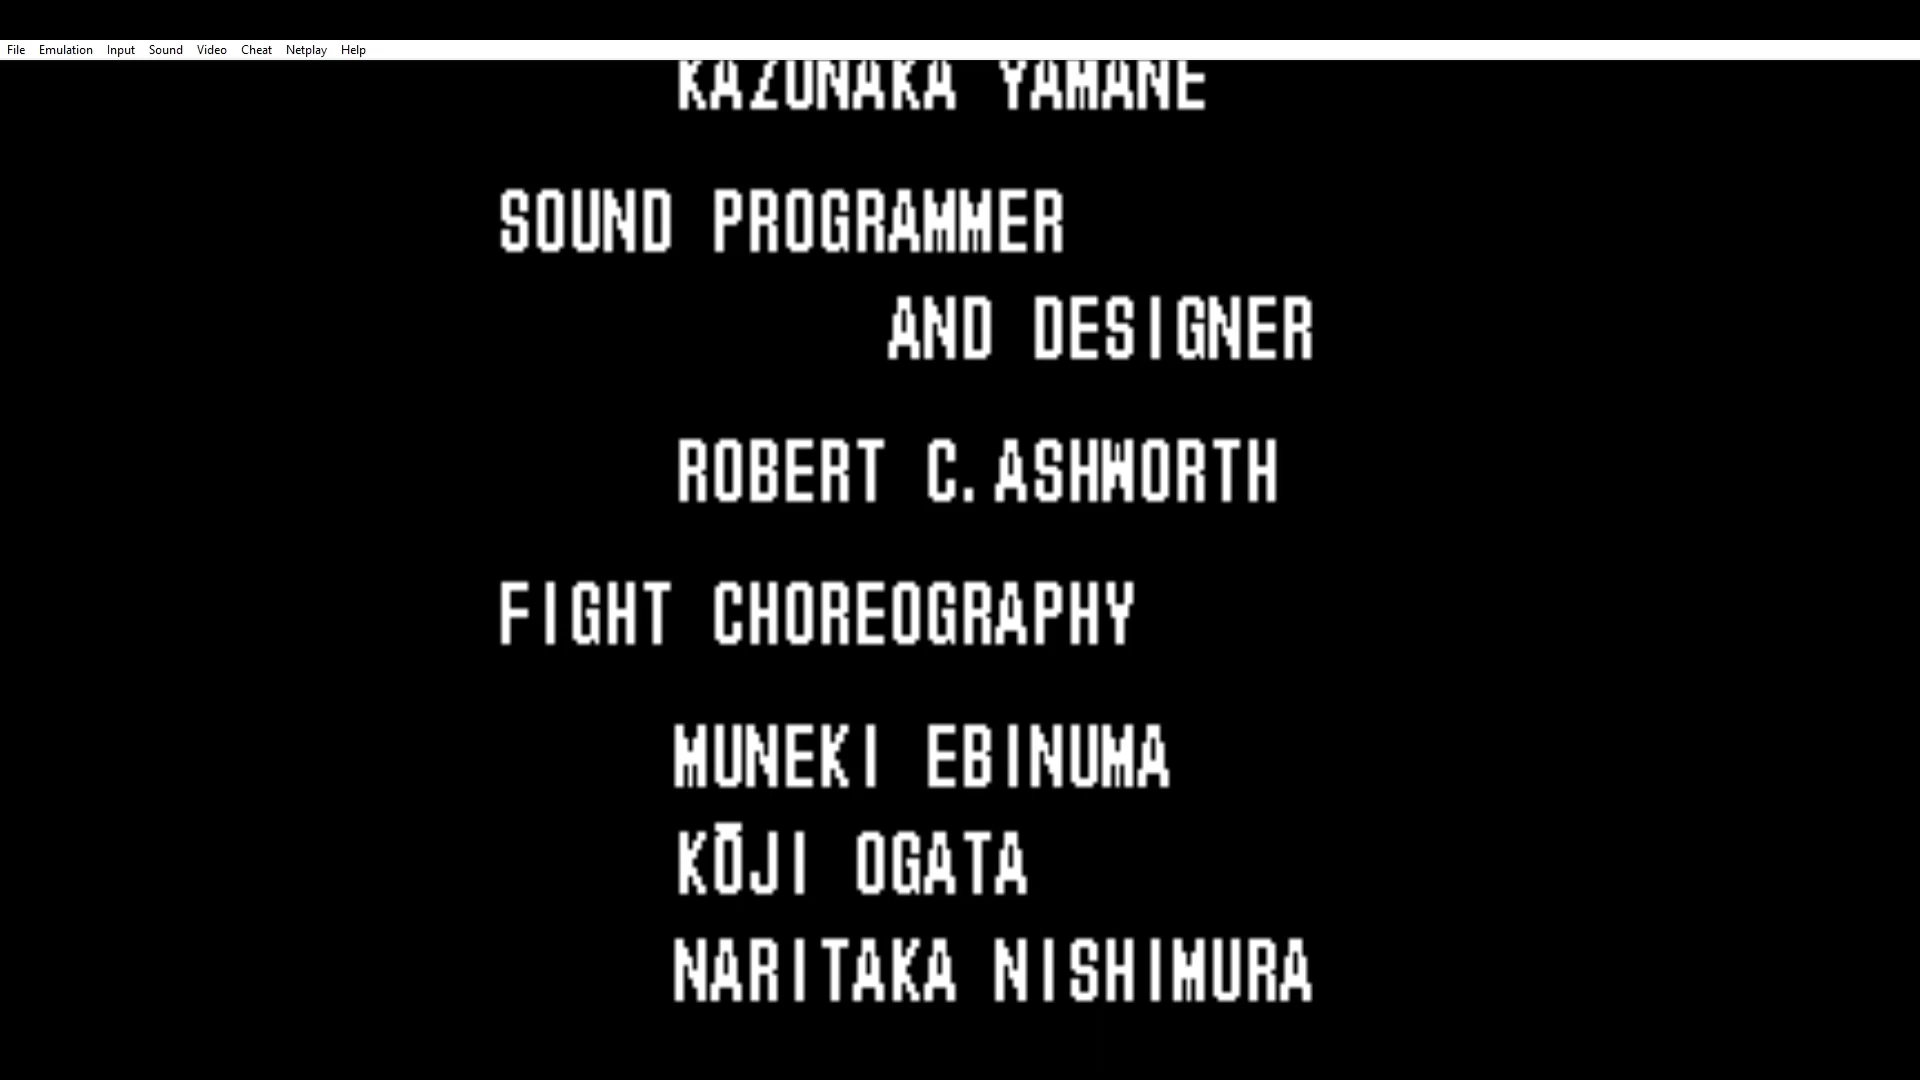 File Emulation Input Sound Video Cheat Netplay Help
KAZUNAKA YAMANE
SOUND PROGRAMMER
AND DESIGNER
ROBERT C.ASHWORTH
FIGHT CHOREOGRAPHY
MUNEKI EBINUMA
KŌJI OGATA
NARITAKA NISHIMURA